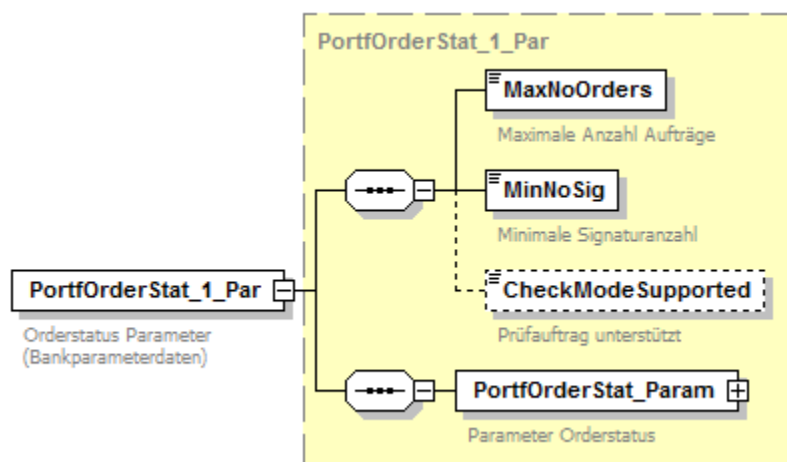 PortfOrderStat_1_Par
MaxNoOrders
Maximale Anzahl Aufträge
MinNoSig
Minimale Signaturanzahl
PortfOrderStat_1_Par
CheckModeSupported
Orderstatus Parameter
(Bankparameterdaten)
Prüfauftrag unterstützt
PortfOrderStat_Param
Parameter Orderstatus